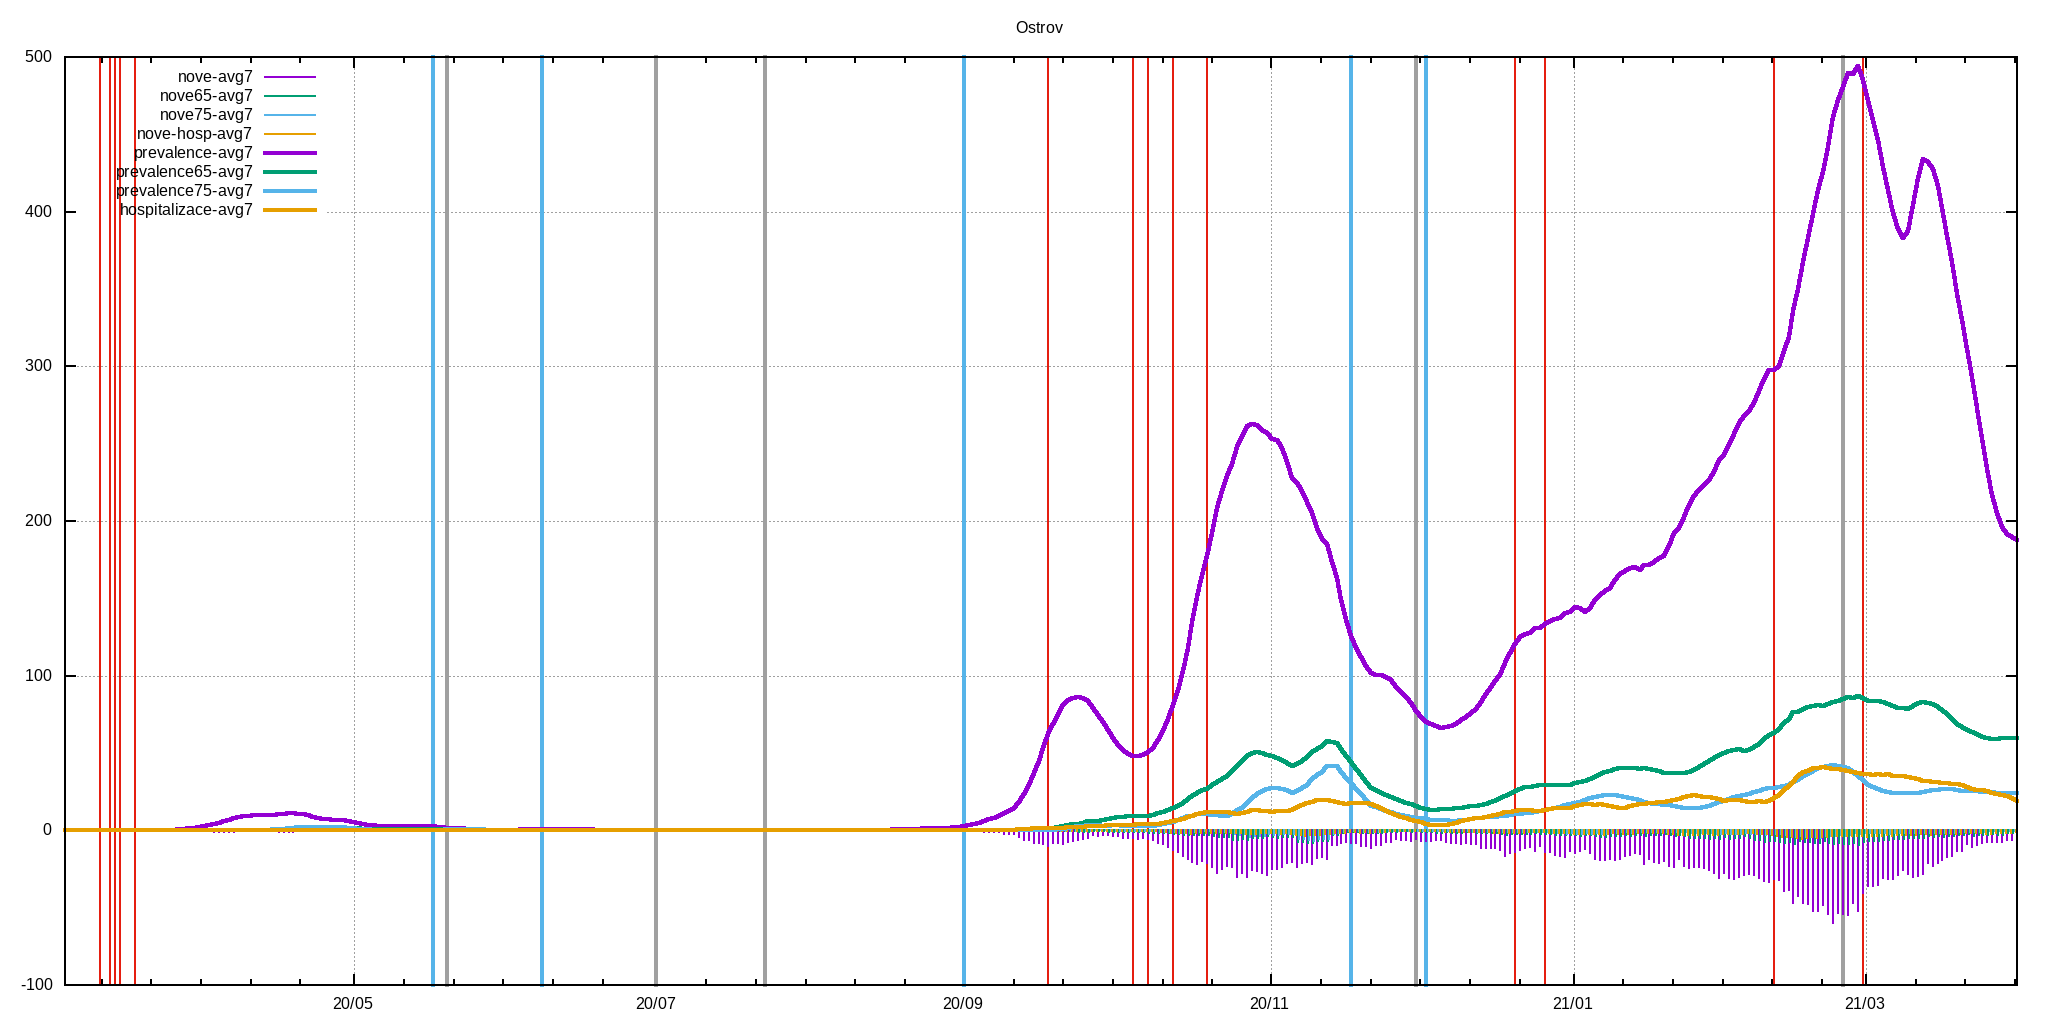 Ostrov
500
400
300
200
100
0
-100
nove-avg7
nove65-avg7
nove75-avg7
nove-hosp-avg7
prevalence-avg7
prevalence65-avg7
prevalence75-avg7
hospitalizace-avg7
20/05
20/07
20/09
20/11
21/01
21/03